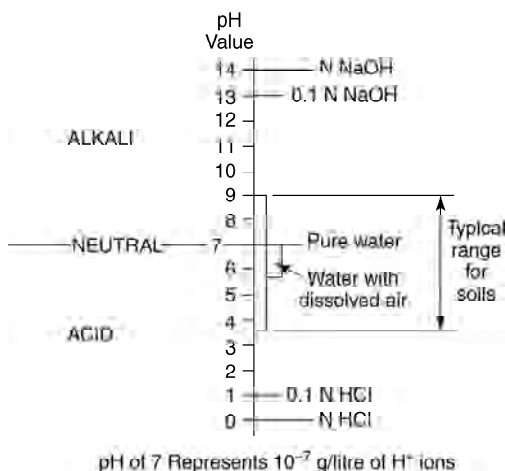 pH
Value
14 N NaOH
13 0.1 N NaOH
12
ALKALI
11
10
9
8
NEUTRAL 7 Pure water
Typical
range
for
soils
6
Water with
dissolved air
5
4
ACID
3
2
1 0.1 N HCl
0 N HCl
pH of 7 Represents 10⁻⁷ g/litre of H⁺ ions